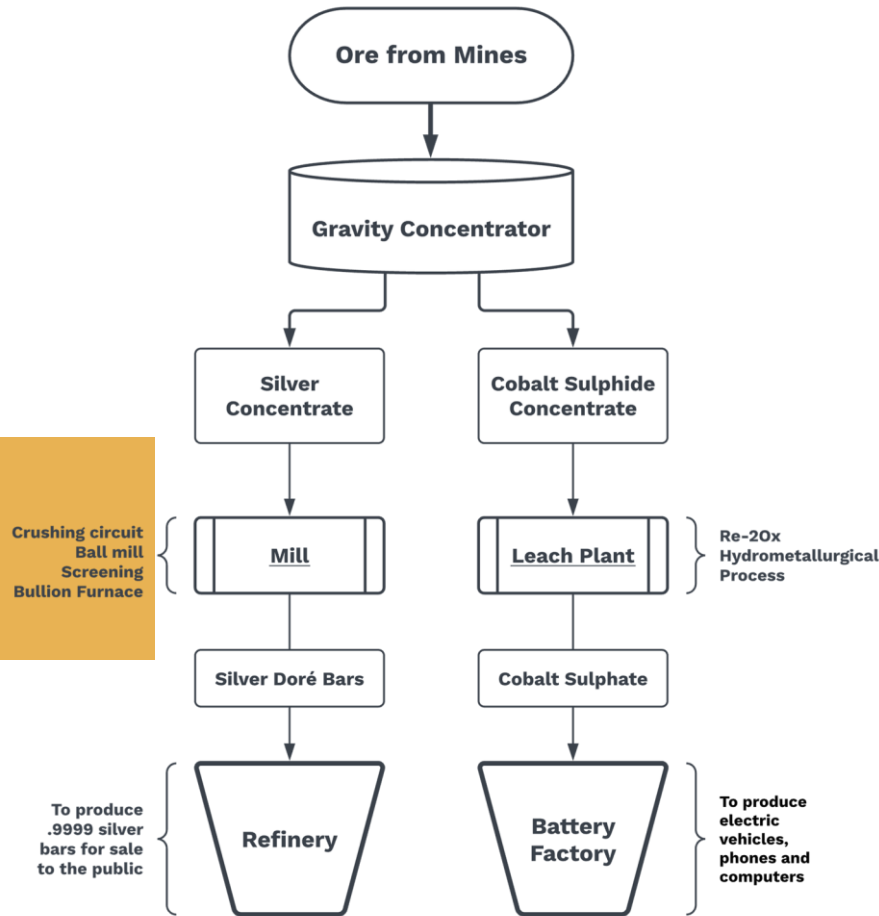 Ore from Mines
Gravity Concentrator
Silver
Concentrate
Cobalt Sulphide
Concentrate
Crushing circuit
Ball mill
Screening
Bullion Furnace
Mill
Leach Plant
Re-2Ox
Hydrometallurgical
Process
Silver Doré Bars
Cobalt Sulphate
To produce
.9999 silver
bars for sale
to the public
Refinery
Battery
Factory
To produce
electric
vehicles,
phones and
computers